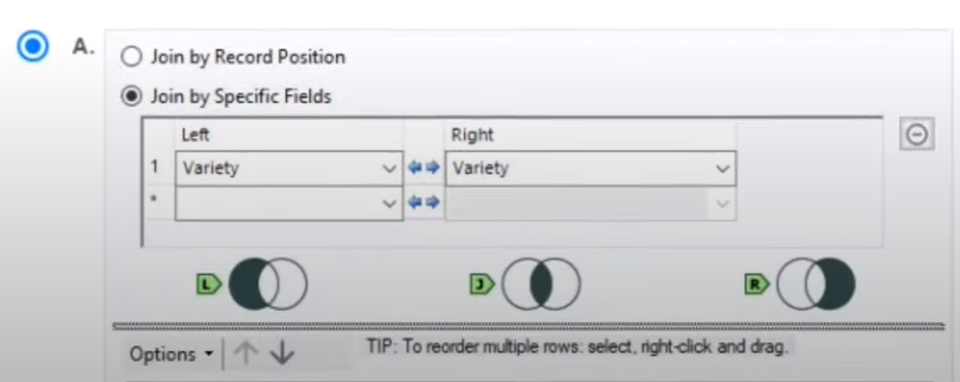 A.
Join by Record Position
Join by Specific Fields
Left Right
1 Variety Variety
*
L J R
Options TIP: To reorder multiple rows: select, right-click and drag.